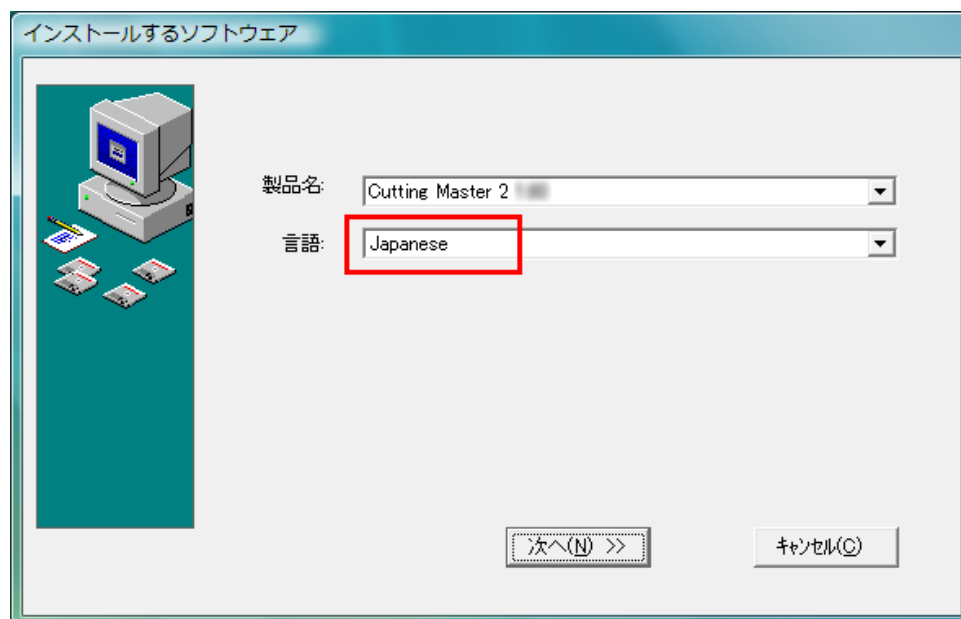 インストールするソフトウェア
製品名:
Cutting Master 2
言語:
Japanese
次へ(N) >>
ｷｬﾝｾﾙ(C)